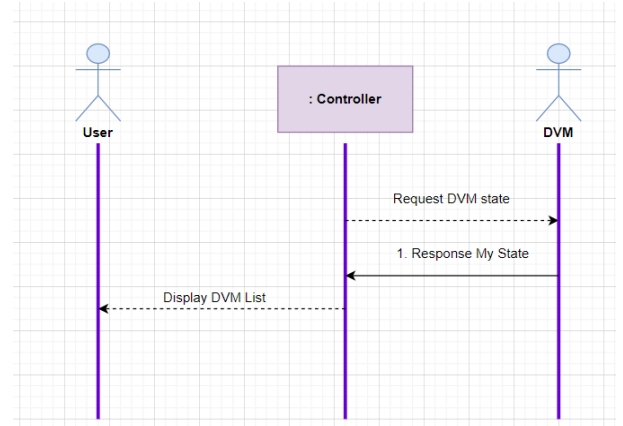 : Controller
User
DVM
Request DVM state
1. Response My State
Display DVM List